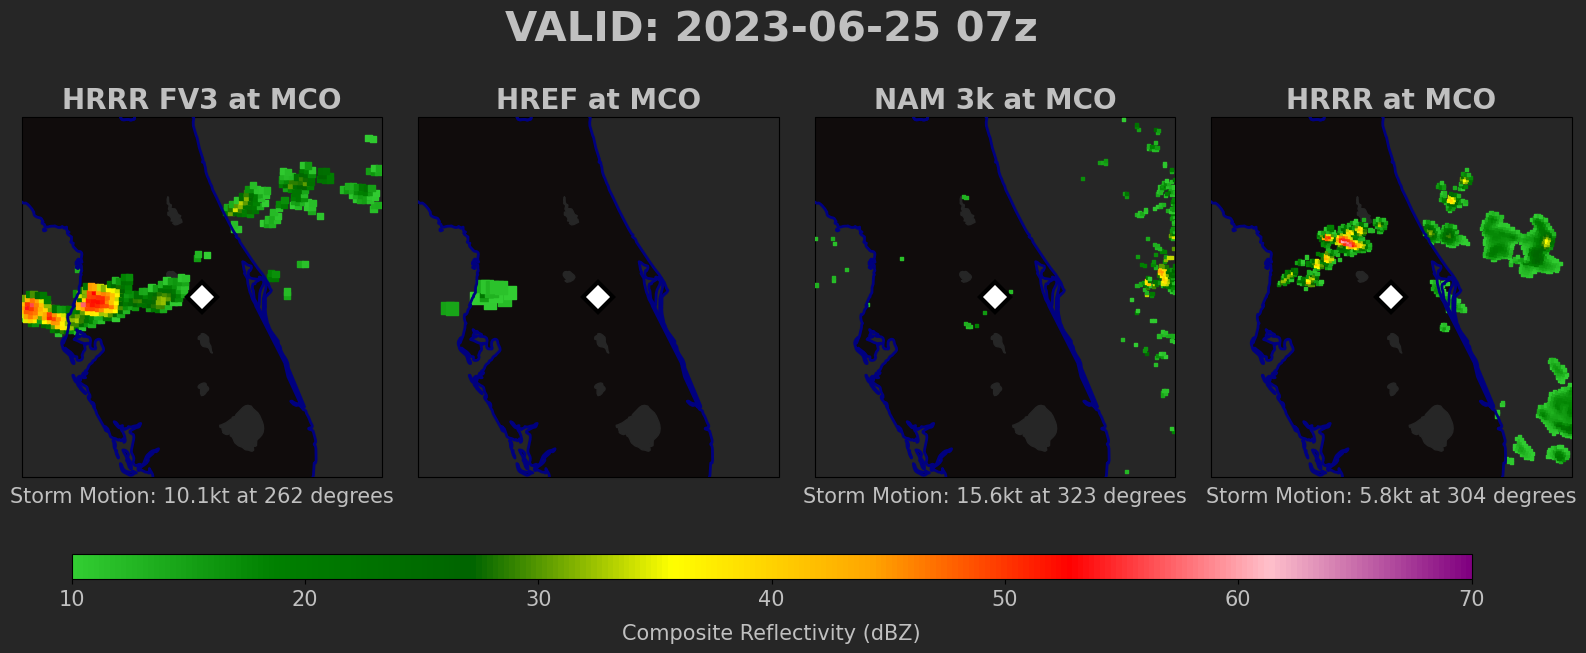 VALID: 2023-06-25 07z
HRRR FV3 at MCO
HREF at MCO
NAM 3k at MCO
HRRR at MCO
Storm Motion: 10.1kt at 262 degrees
Storm Motion: 15.6kt at 323 degrees
Storm Motion: 5.8kt at 304 degrees
10 20 30 40 50 60 70
Composite Reflectivity (dBZ)